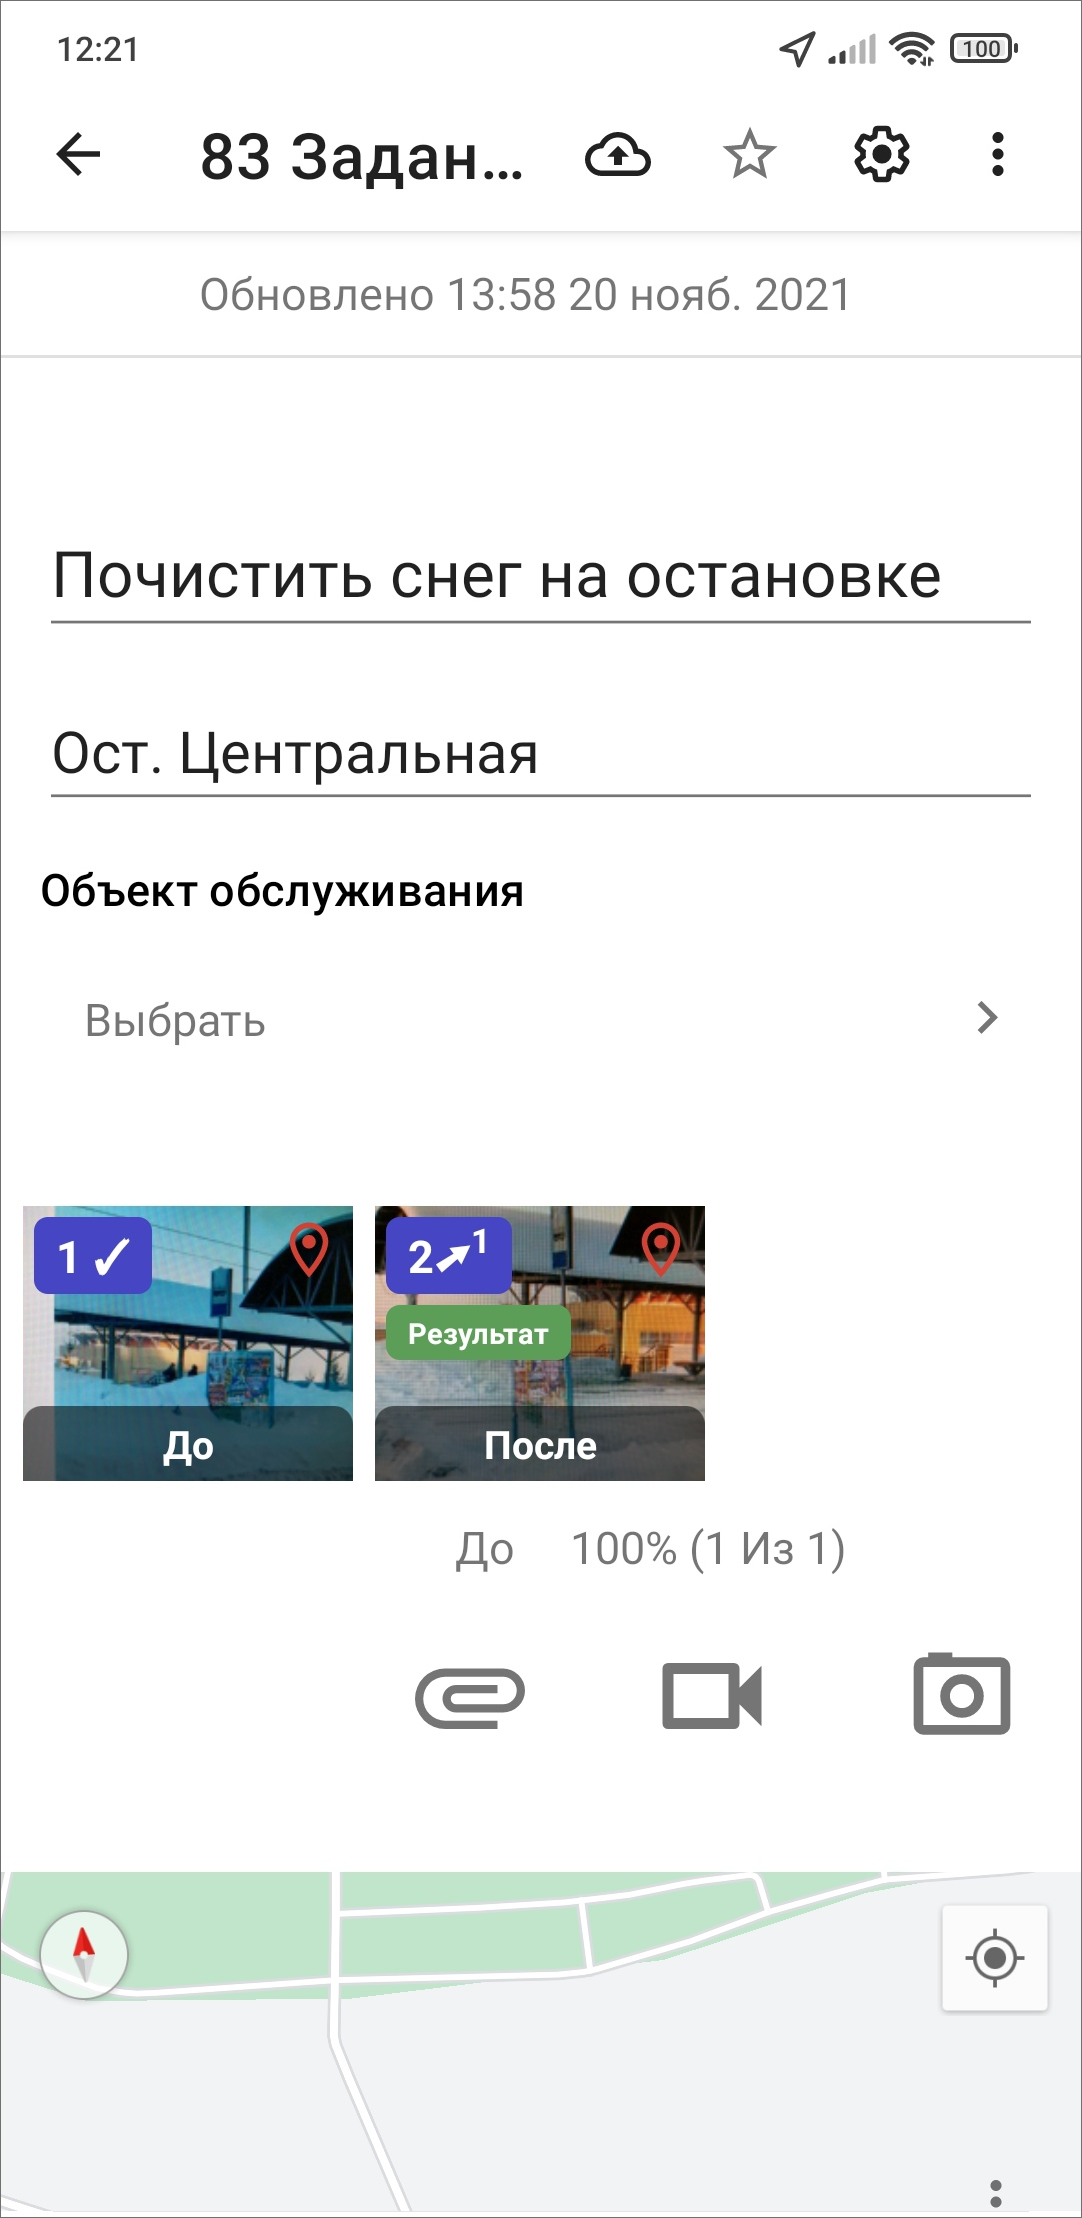 12:21
100
83 Задан...
Обновлено 13:58 20 нояб. 2021
Почистить снег на остановке
Ост. Центральная
Объект обслуживания
Выбрать
1 ✓
2➚1
Результат
До
После
До 100% (1 Из 1)